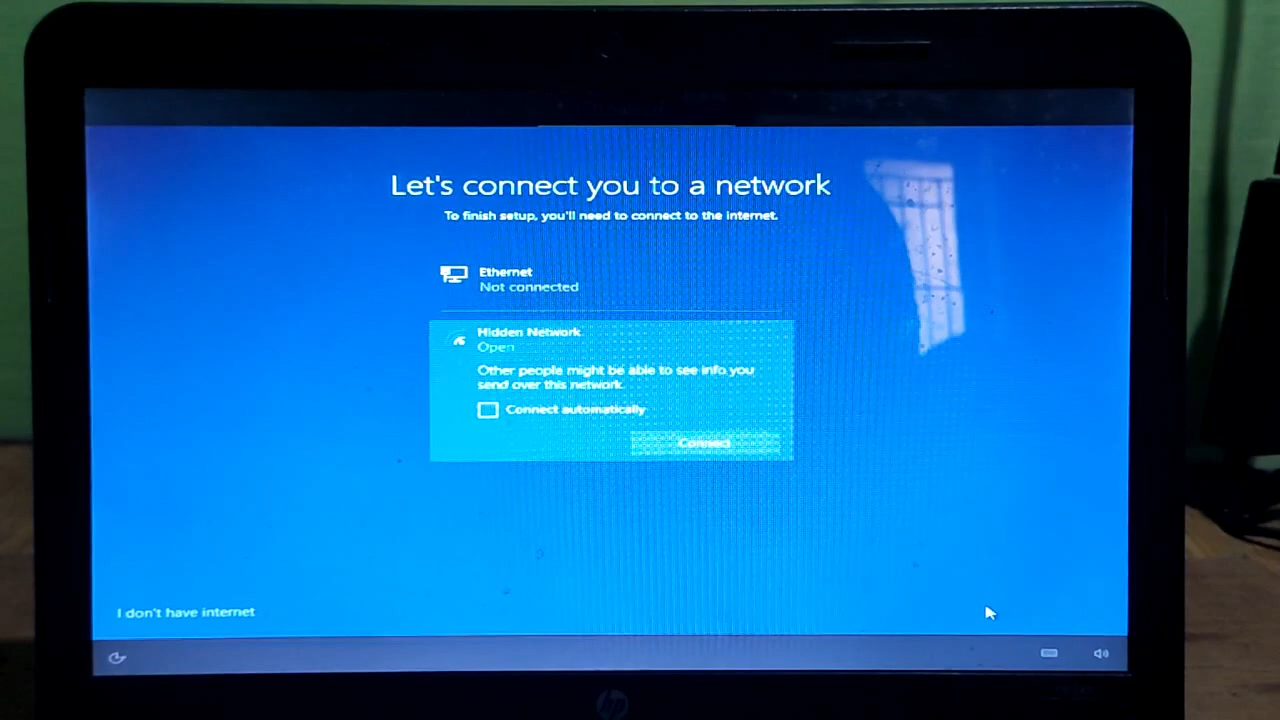 Let's connect you to a network
To finish setup, you'll need to connect to the internet.
Ethernet
Not connected
Hidden Network
Open
Other people might be able to see info you
send over this network.
Connect automatically
Connect
I don't have internet
hp